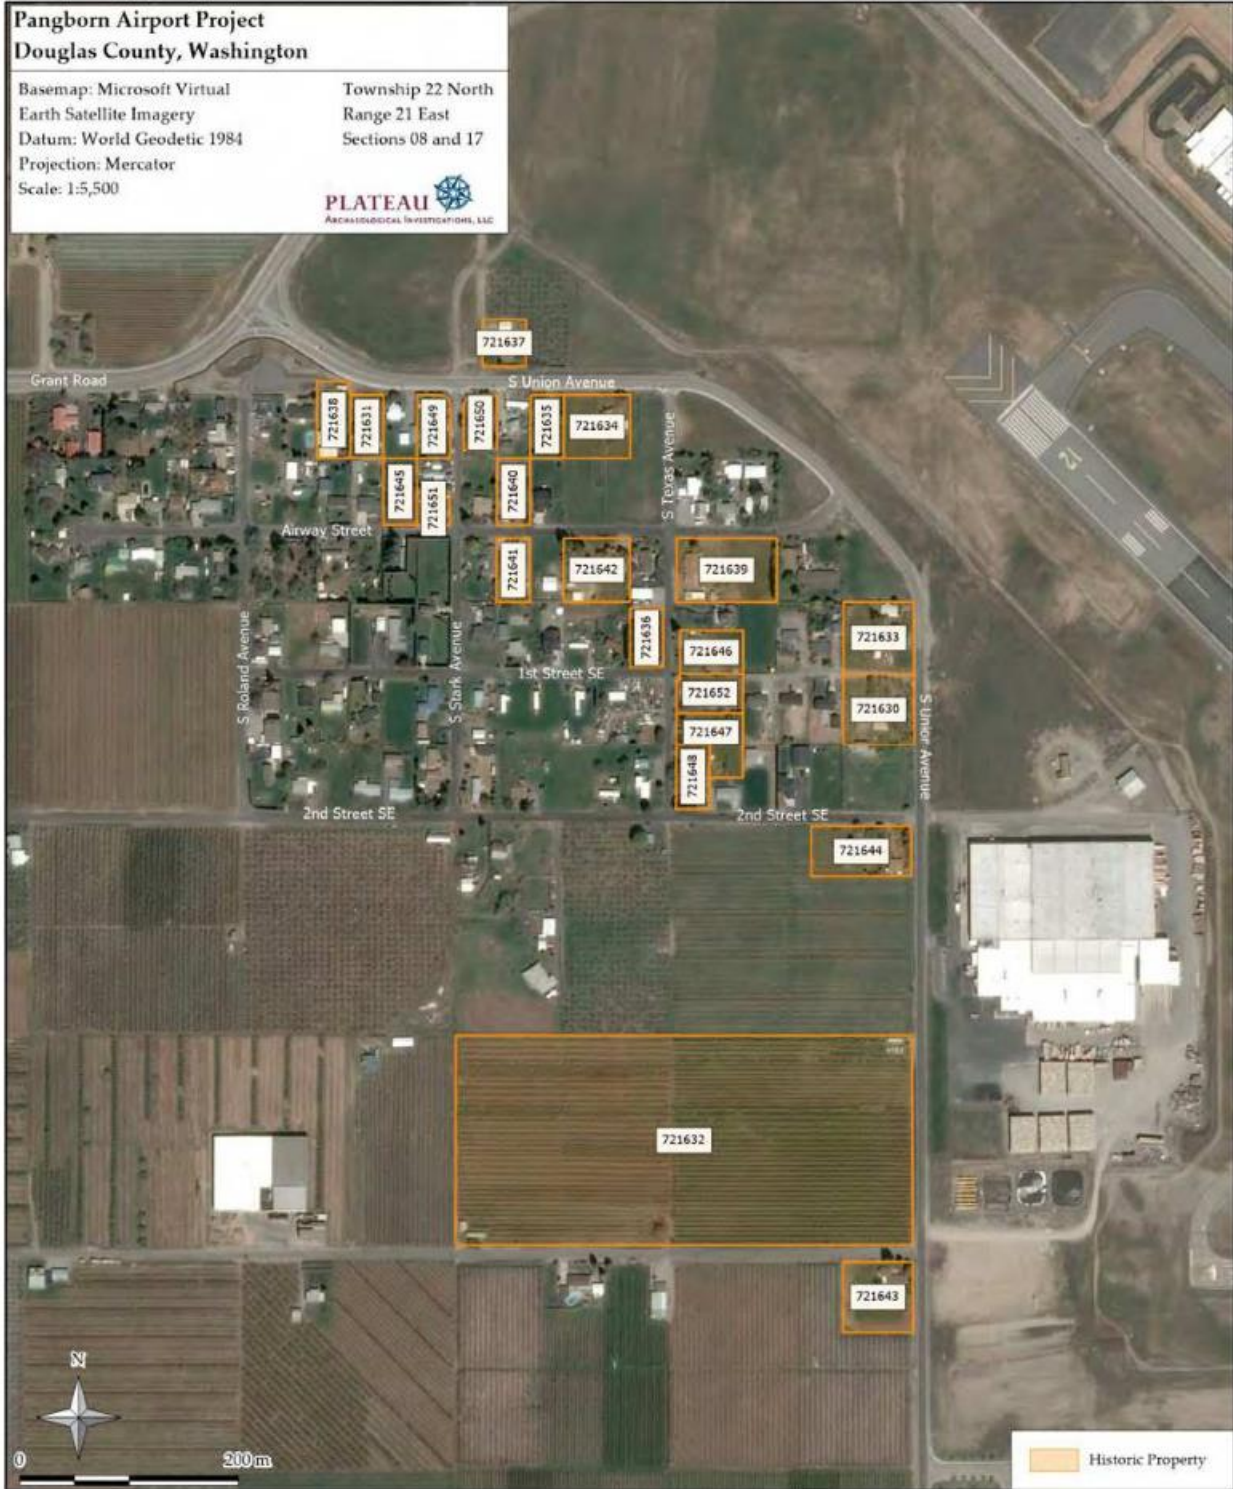 Pangborn Airport Project
Douglas County, Washington
Basemap: Microsoft Virtual
Earth Satellite Imagery
Datum: World Geodetic 1984
Projection: Mercator
Scale: 1:5,500
Township 22 North
Range 21 East
Sections 08 and 17
PLATEAU
ARCHAEOLOGICAL INVESTIGATIONS, LLC
721637
Grant Road
S Union Avenue
721638
721631
721649
721650
721635
721634
S Texas Avenue
12
721645
721651
721640
Airway Street
721641
721642
721639
S Roland Avenue
S Stark Avenue
721636
721633
721646
1st Street SE
721652
721630
S Union Avenue
721647
721648
2nd Street SE
2nd Street SE
721644
721632
721643
N
0
200 m
Historic Property